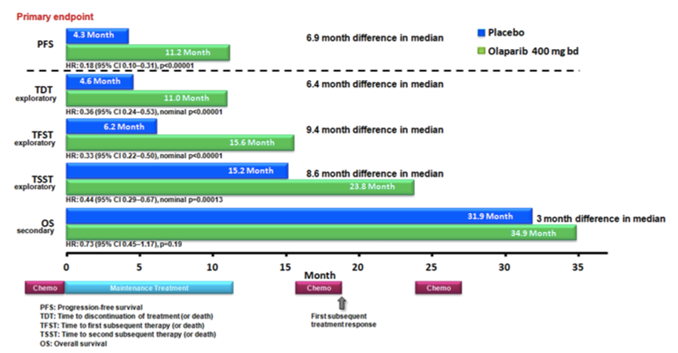 Primary endpoint
Placebo
Olaparib 400 mg bd
PFS
4.3 Month
11.2 Month
6.9 month difference in median
HR: 0.18 (95% CI 0.10–0.31), p<0.00001
TDT
exploratory
4.6 Month
11.0 Month
6.4 month difference in median
HR: 0.36 (95% CI 0.24–0.53), nominal p<0.00001
TFST
exploratory
6.2 Month
15.6 Month
9.4 month difference in median
HR: 0.33 (95% CI 0.22–0.50), nominal p<0.00001
TSST
exploratory
15.2 Month
23.8 Month
8.6 month difference in median
HR: 0.44 (95% CI 0.29–0.67), nominal p=0.00013
OS
secondary
31.9 Month
34.9 Month
3 month difference in median
HR: 0.73 (95% CI 0.45–1.17), p=0.19
0 5 10 15 20 25 30 35
Month
Chemo
Maintenance Treatment
Chemo
Chemo
First subsequent
treatment response
PFS: Progression-free survival
TDT: Time to discontinuation of treatment (or death)
TFST: Time to first subsequent therapy (or death)
TSST: Time to second subsequent therapy (or death)
OS: Overall survival